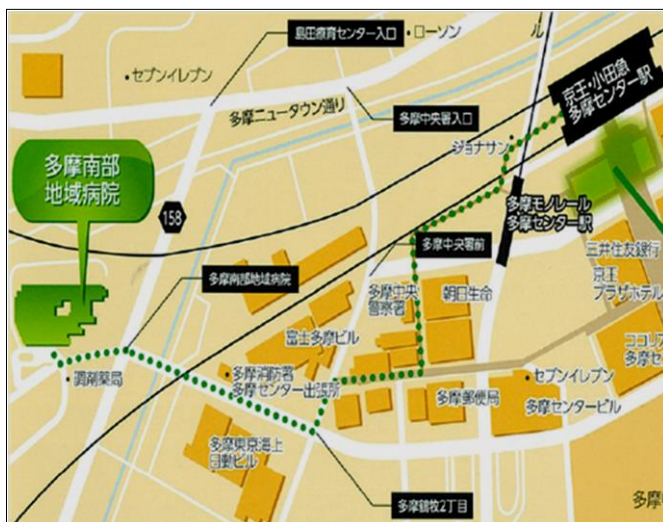 島田療育センター入口
ローソン
セブンイレブン
多摩ニュータウン通り
多摩中央署入口
京王・小田急
多摩センター駅
ジョナサン
多摩南部
地域病院
158
多摩モノレール
多摩センター駅
多摩中央署前
三井住友銀行
京王
プラザホテル
多摩南部地域病院
多摩中央
警察署
朝日生命
富士多摩ビル
ココリア
多摩セ
調剤薬局
多摩消防署
多摩センター出張所
セブンイレブン
多摩郵便局
多摩センタービル
多摩東京海上
日動ビル
多摩鶴牧2丁目
多摩